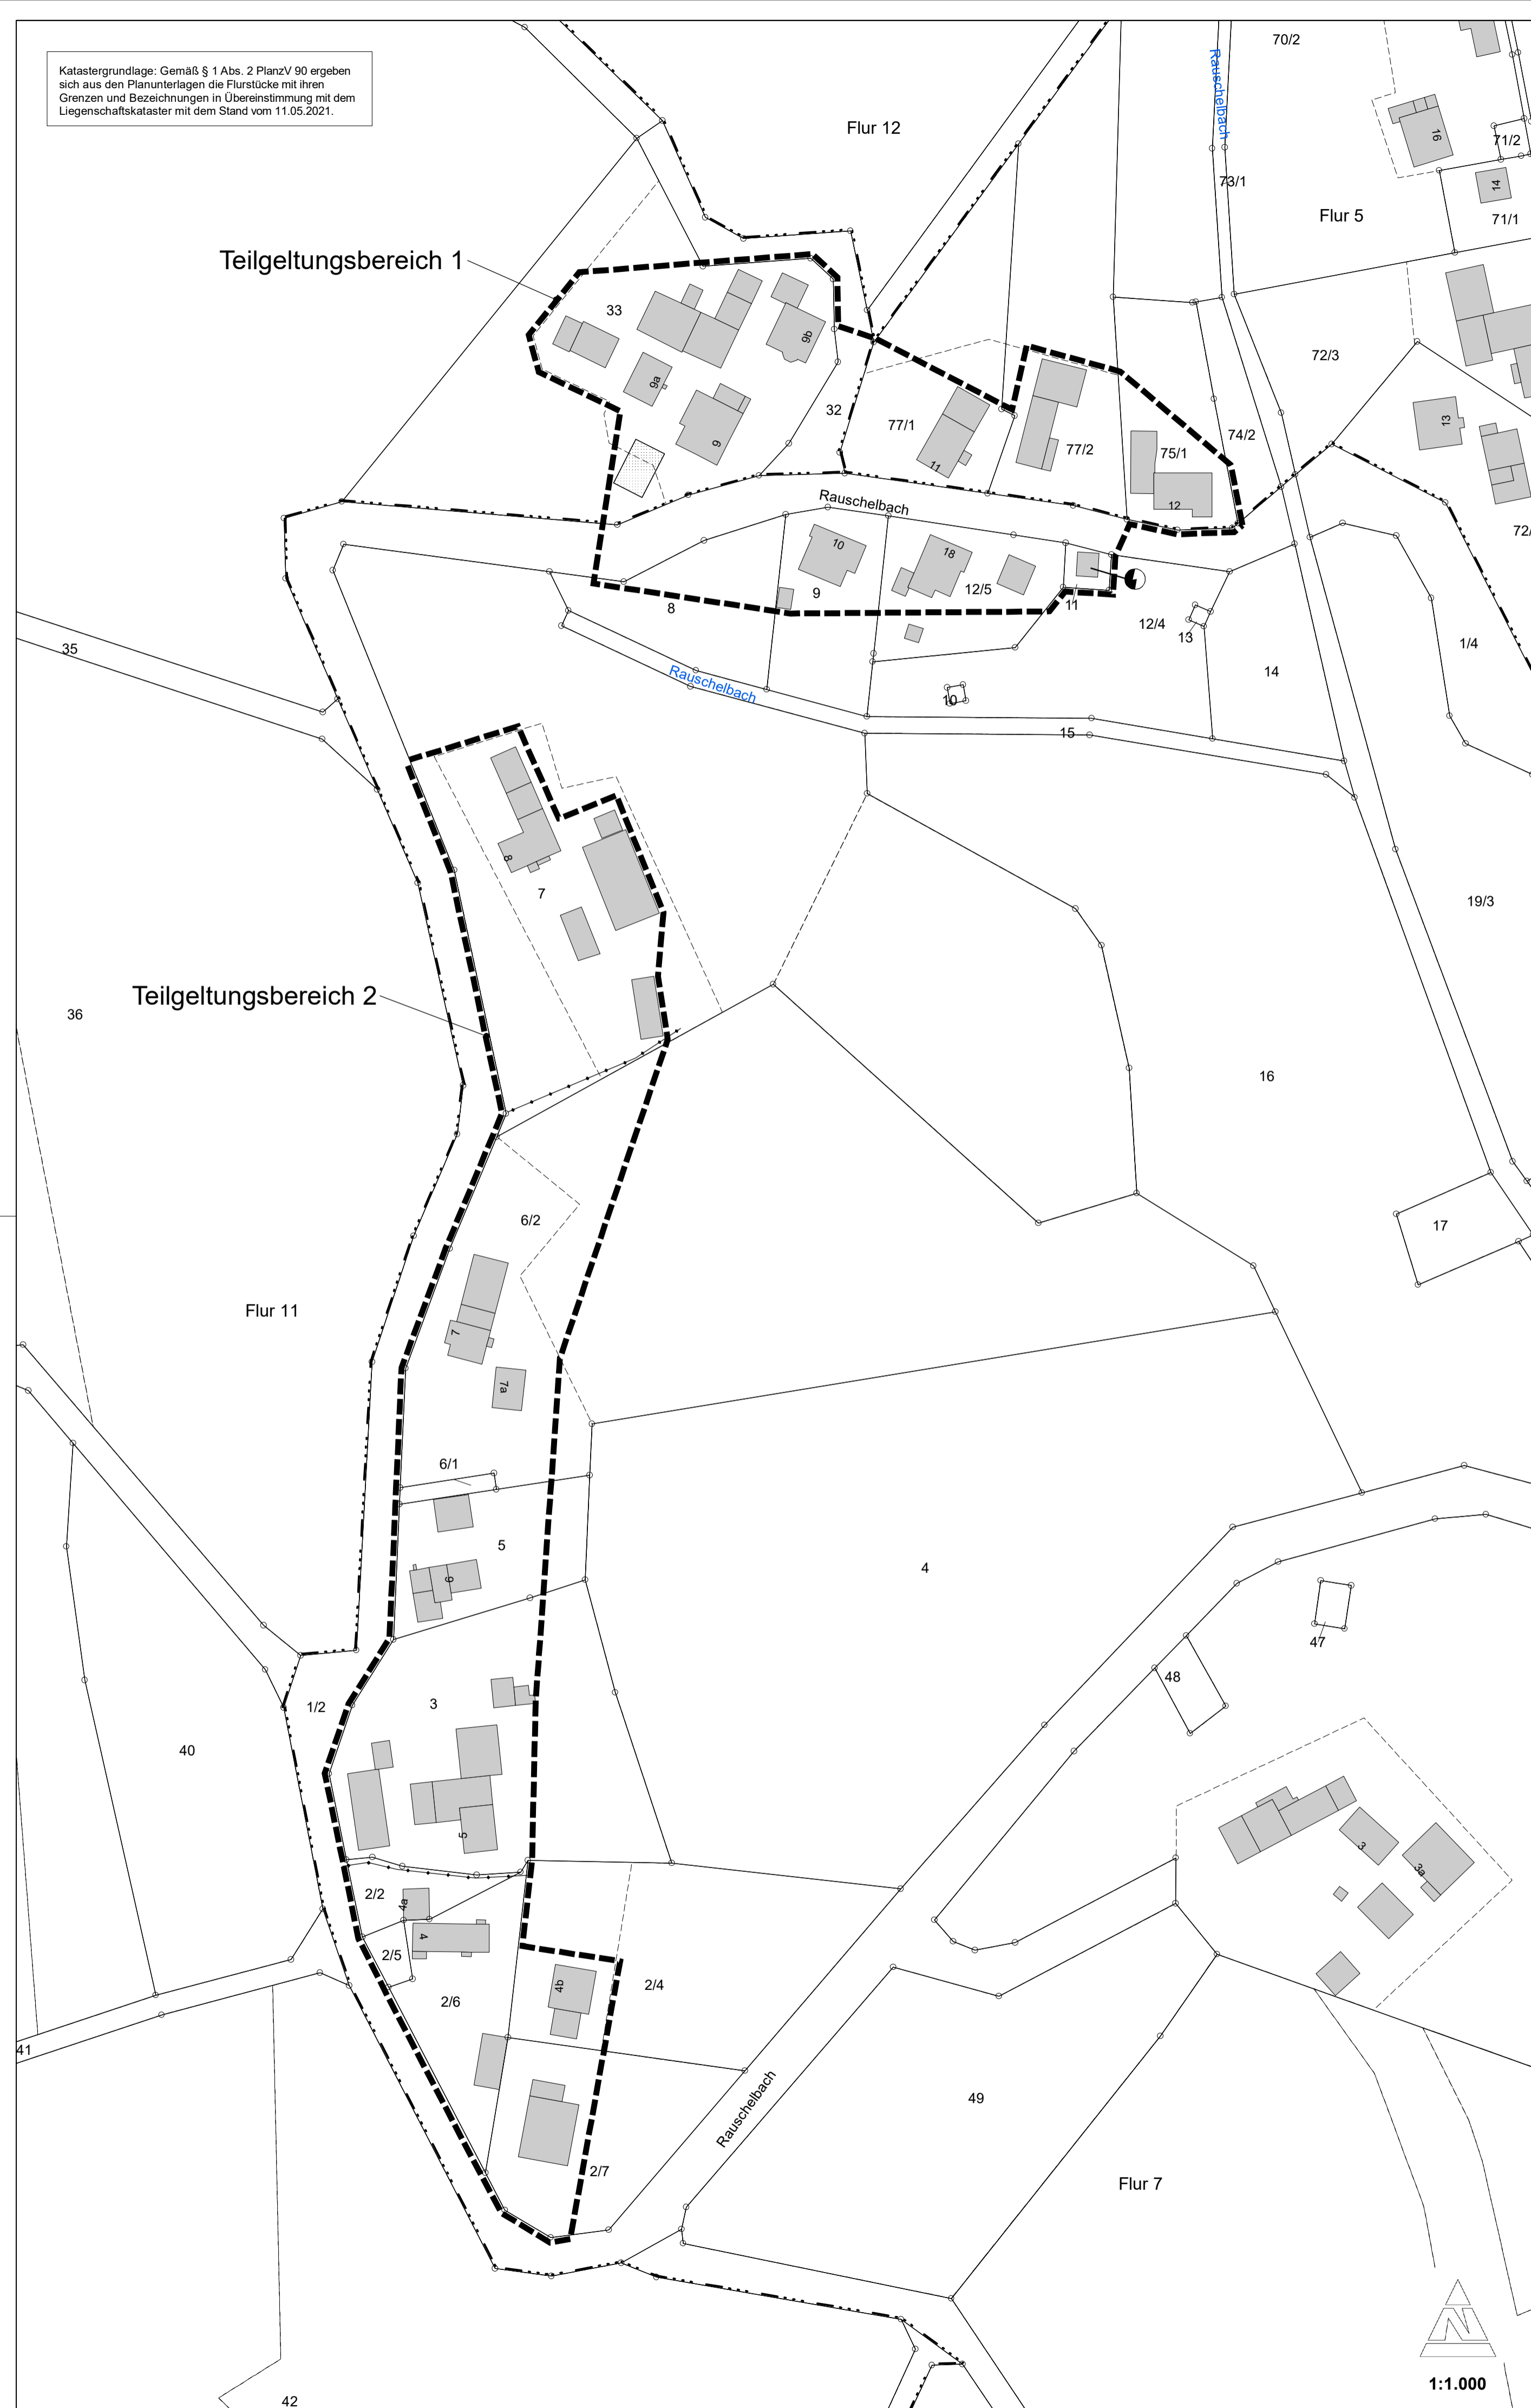 Katastergrundlage: Gemäß § 1 Abs. 2 PlanzV 90 ergeben
sich aus den Planunterlagen die Flurstücke mit ihren
Grenzen und Bezeichnungen in Übereinstimmung mit dem
Liegenschaftskataster mit dem Stand vom 11.05.2021.
70/2
Rauschelbach
Flur 12
16
71/2
73/1
14
71/1
Flur 5
Teilgeltungsbereich 1
33
9b
9a
9
32
77/1
11
77/2
75/1
12
74/2
72/3
13
72/
Rauschelbach
10
18
9
12/5
11
8
12/4
13
14
1/4
35
Rauschelbach
10
15
8
7
19/3
Teilgeltungsbereich 2
36
16
6/2
17
Flur 11
7
7a
6/1
5
6
4
47
48
3
1/2
40
5
3
3a
2/2
4a
4
2/5
2/6
4b
2/4
41
Rauschelbach
49
2/7
Flur 7
N
1:1.000
42